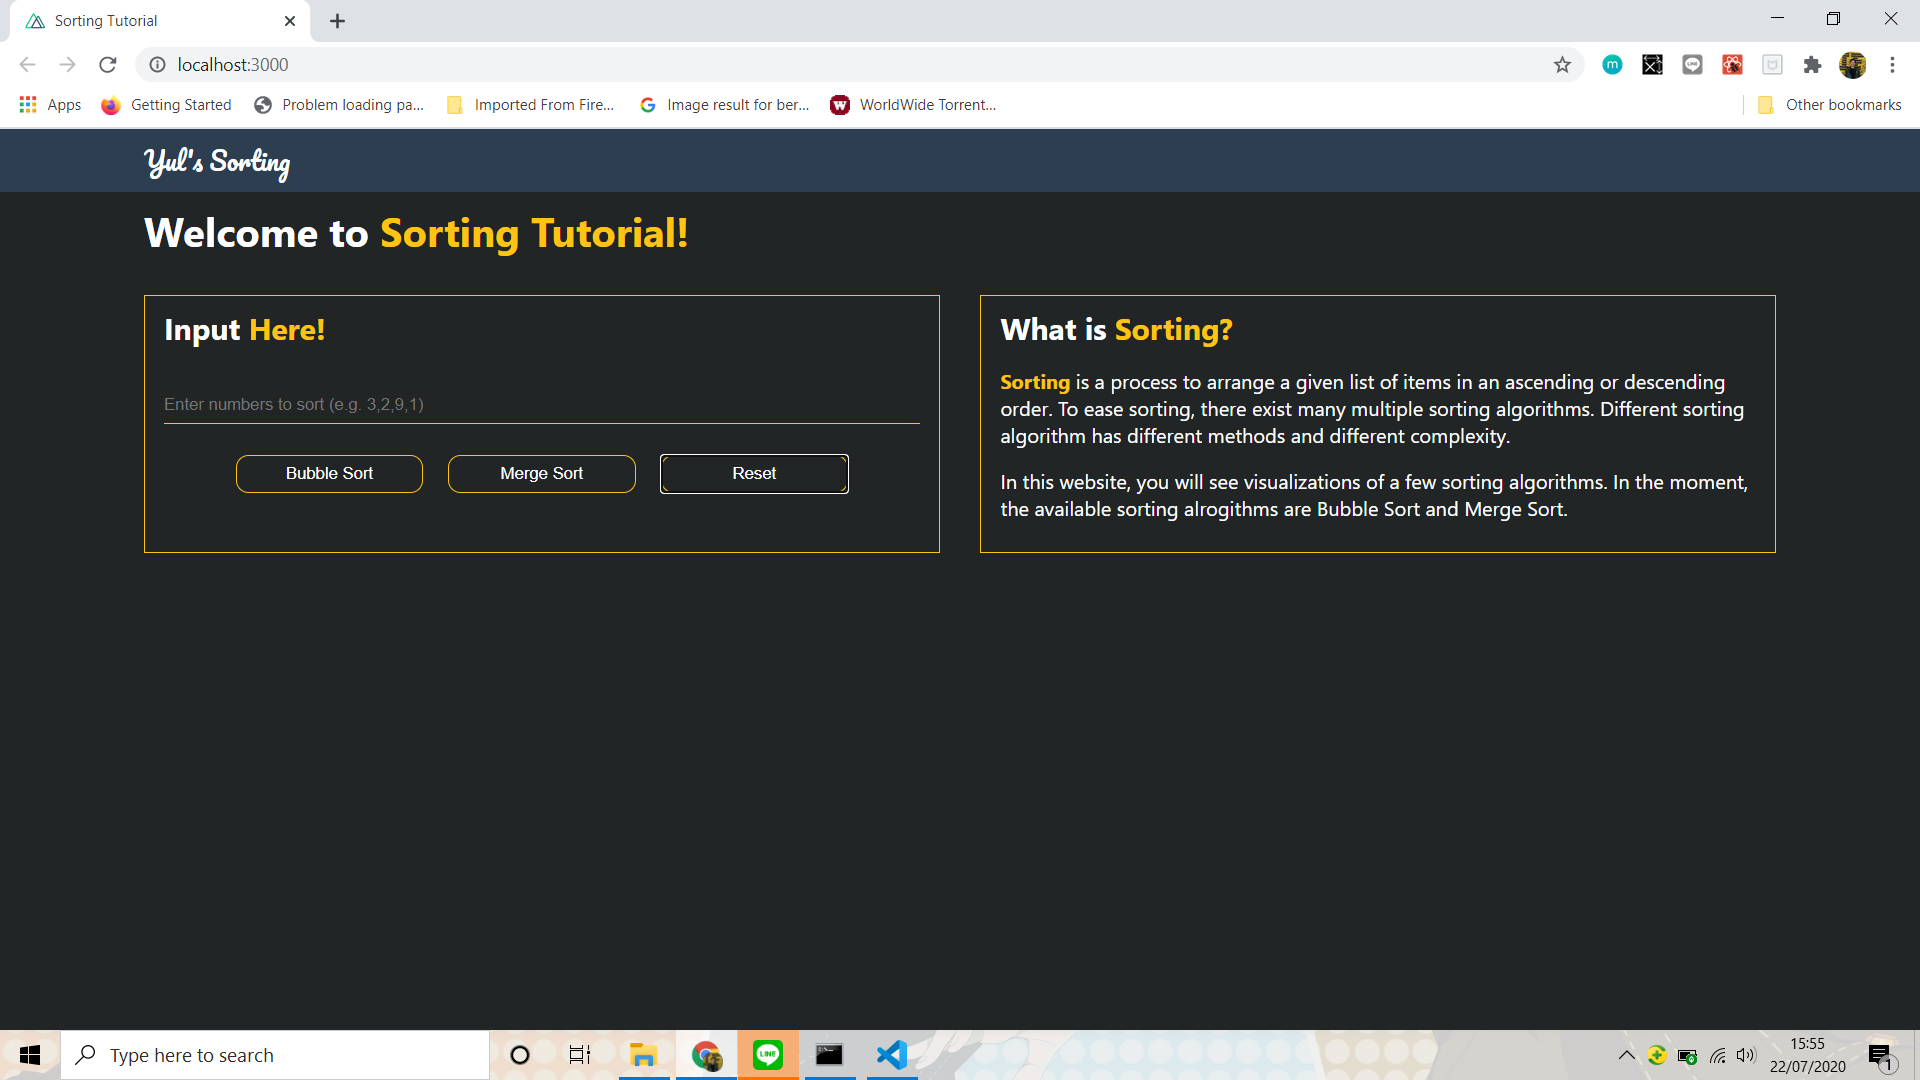 Sorting Tutorial
localhost:3000
m
Apps
Getting Started
Problem loading pa...
Imported From Fire...
Image result for ber...
WorldWide Torrent...
Other bookmarks
Yul's Sorting
Welcome to Sorting Tutorial!
Input Here!
Enter numbers to sort (e.g. 3,2,9,1)
Bubble Sort
Merge Sort
Reset
What is Sorting?
Sorting is a process to arrange a given list of items in an ascending or descending
order. To ease sorting, there exist many multiple sorting algorithms. Different sorting
algorithm has different methods and different complexity.
In this website, you will see visualizations of a few sorting algorithms. In the moment,
the available sorting alrogithms are Bubble Sort and Merge Sort.
Type here to search
LINE
15:55
22/07/2020
1